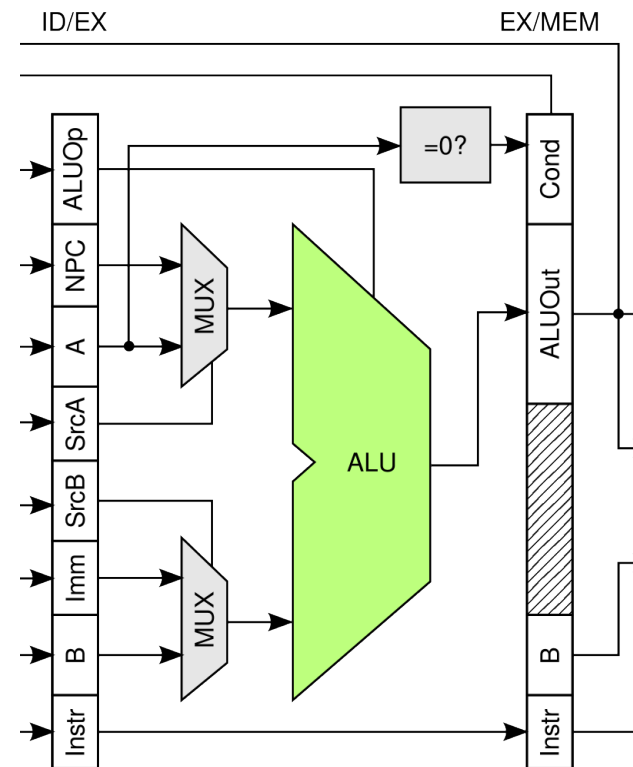 ID/EX
EX/MEM
ALUOp
NPC
A
SrcA
SrcB
Imm
B
Instr
MUX
MUX
ALU
=0?
Cond
ALUOut
B
Instr